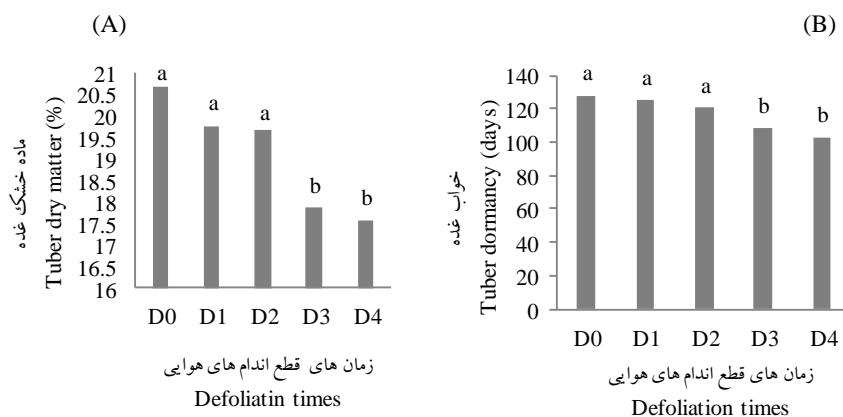 (A)
21
20.5
20
19.5
19
18.5
18
17.5
17
16.5
16
ماده خشک غده
Tuber dry matter (%)
a
a
a
b
b
D0 D1 D2 D3 D4
زمان های قطع اندام های هوایی
Defoliatin times
(B)
140
120
100
80
60
40
20
0
خواب غده
Tuber dormancy (days)
a
a
a
b
b
D0 D1 D2 D3 D4
زمان های قطع اندام های هوایی
Defoliation times